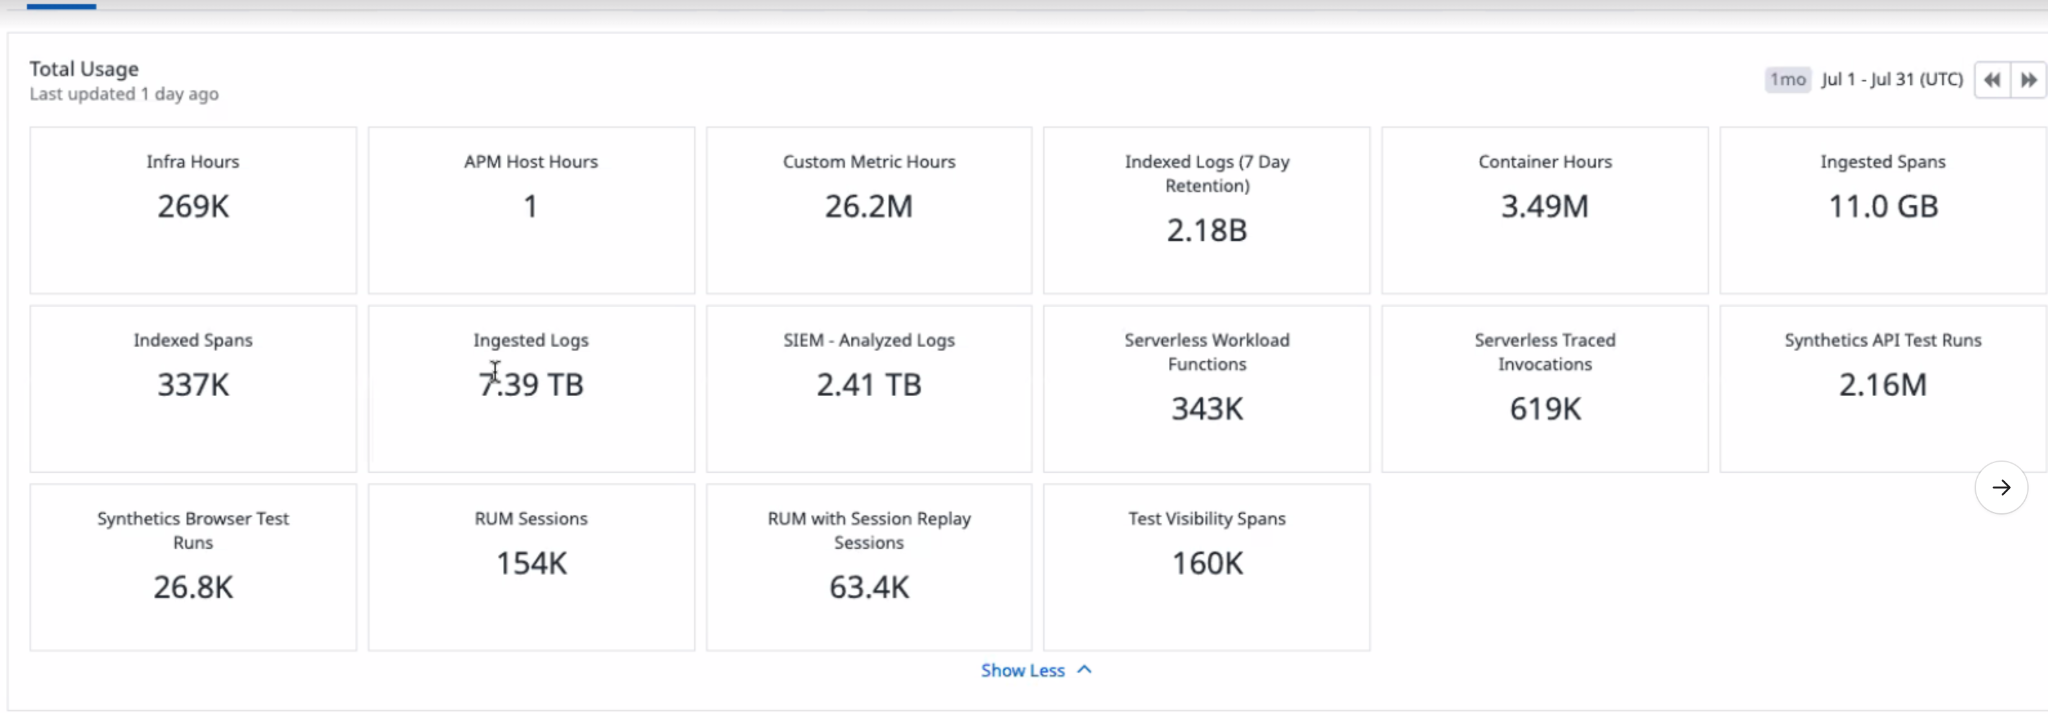 Total Usage
Last updated 1 day ago
1mo Jul 1 - Jul 31 (UTC)
Infra Hours
269K
APM Host Hours
1
Custom Metric Hours
26.2M
Indexed Logs (7 Day
Retention)
2.18B
Container Hours
3.49M
Ingested Spans
11.0 GB
Indexed Spans
337K
Ingested Logs
7.39 TB
SIEM - Analyzed Logs
2.41 TB
Serverless Workload
Functions
343K
Serverless Traced
Invocations
619K
Synthetics API Test Runs
2.16M
Synthetics Browser Test
Runs
26.8K
RUM Sessions
154K
RUM with Session Replay
Sessions
63.4K
Test Visibility Spans
160K
Show Less